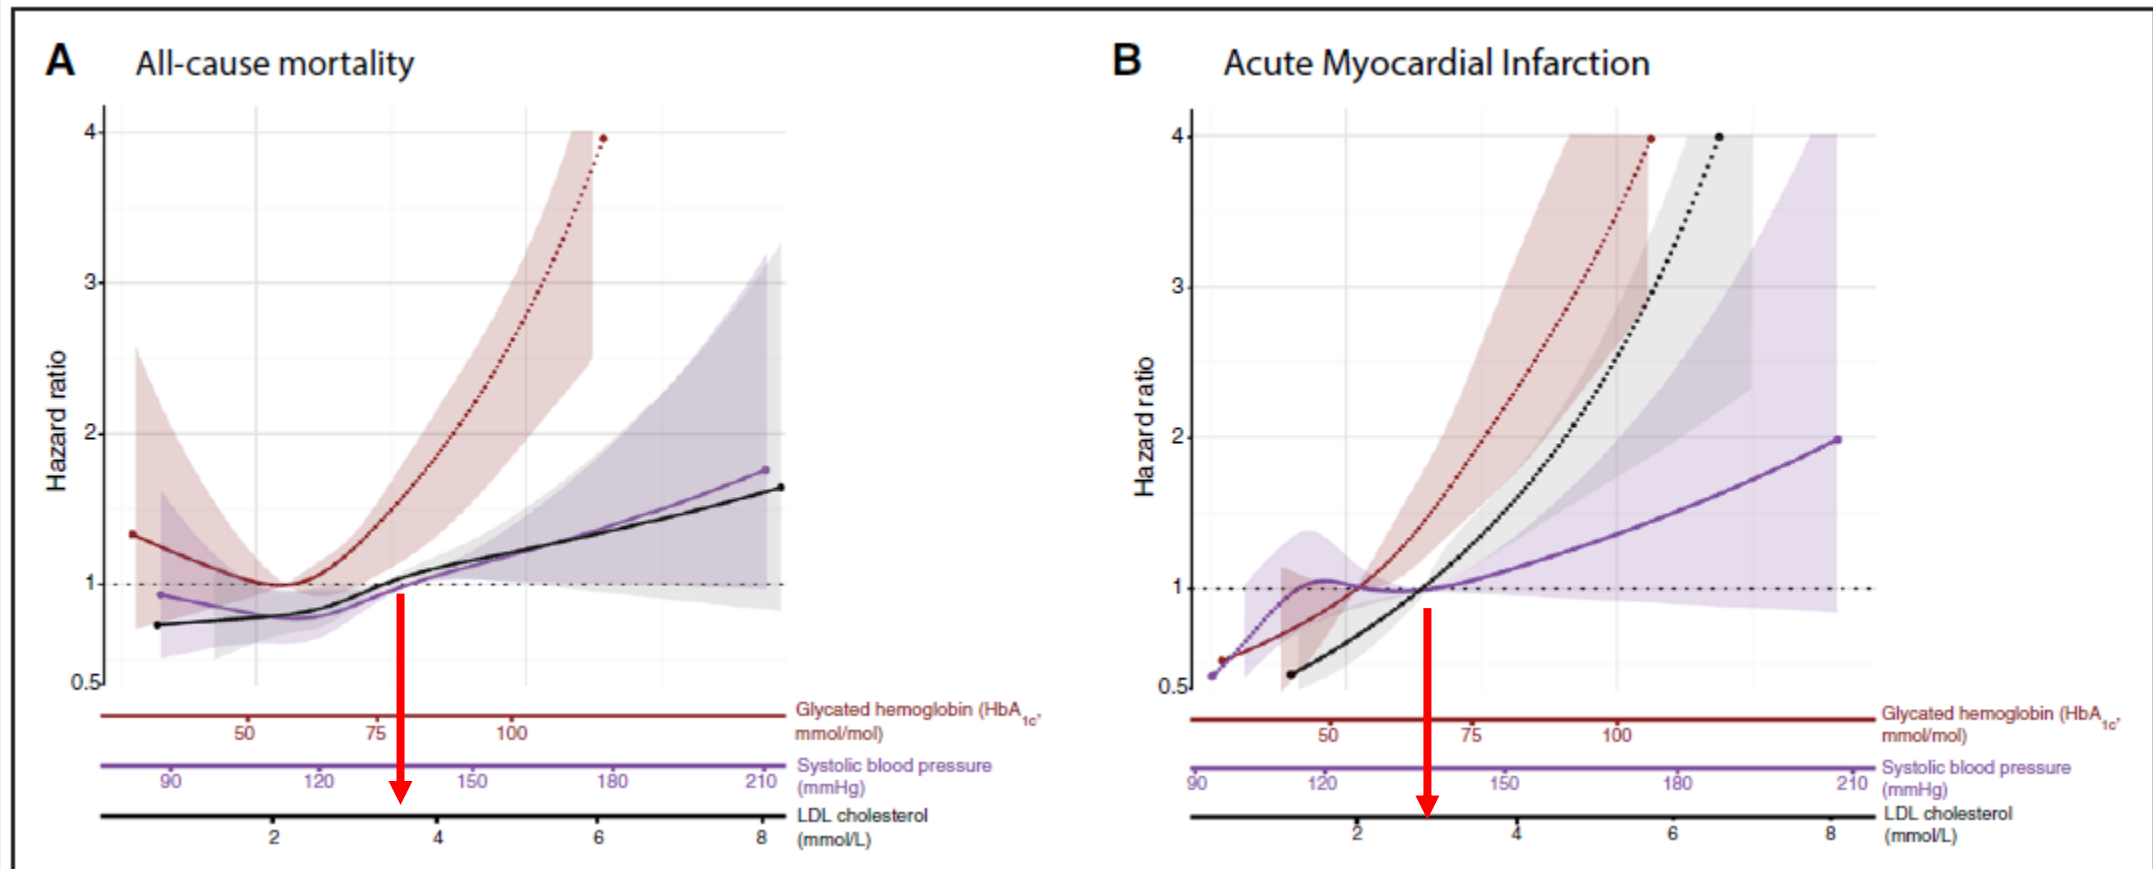 A All-cause mortality
4
3
2
1
0.5
Hazard ratio
50 75 100
Glycated hemoglobin (HbA1c,
mmol/mol)
90 120 150 180 210
Systolic blood pressure
(mmHg)
2 4 6 8
LDL cholesterol
(mmol/L)
B Acute Myocardial Infarction
4
3
2
1
0.5
Hazard ratio
50 75 100
Glycated hemoglobin (HbA1c,
mmol/mol)
90 120 150 180 210
Systolic blood pressure
(mmHg)
2 4 6 8
LDL cholesterol
(mmol/L)